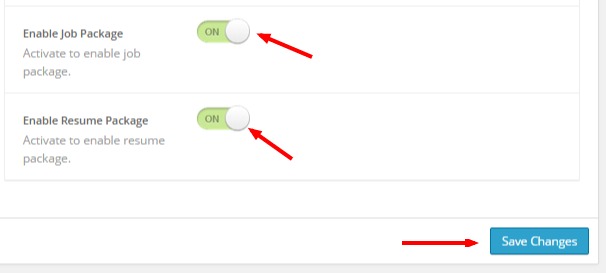 Enable Job Package
ON
Activate to enable job
package.
Enable Resume Package
ON
Activate to enable resume
package.
Save Changes